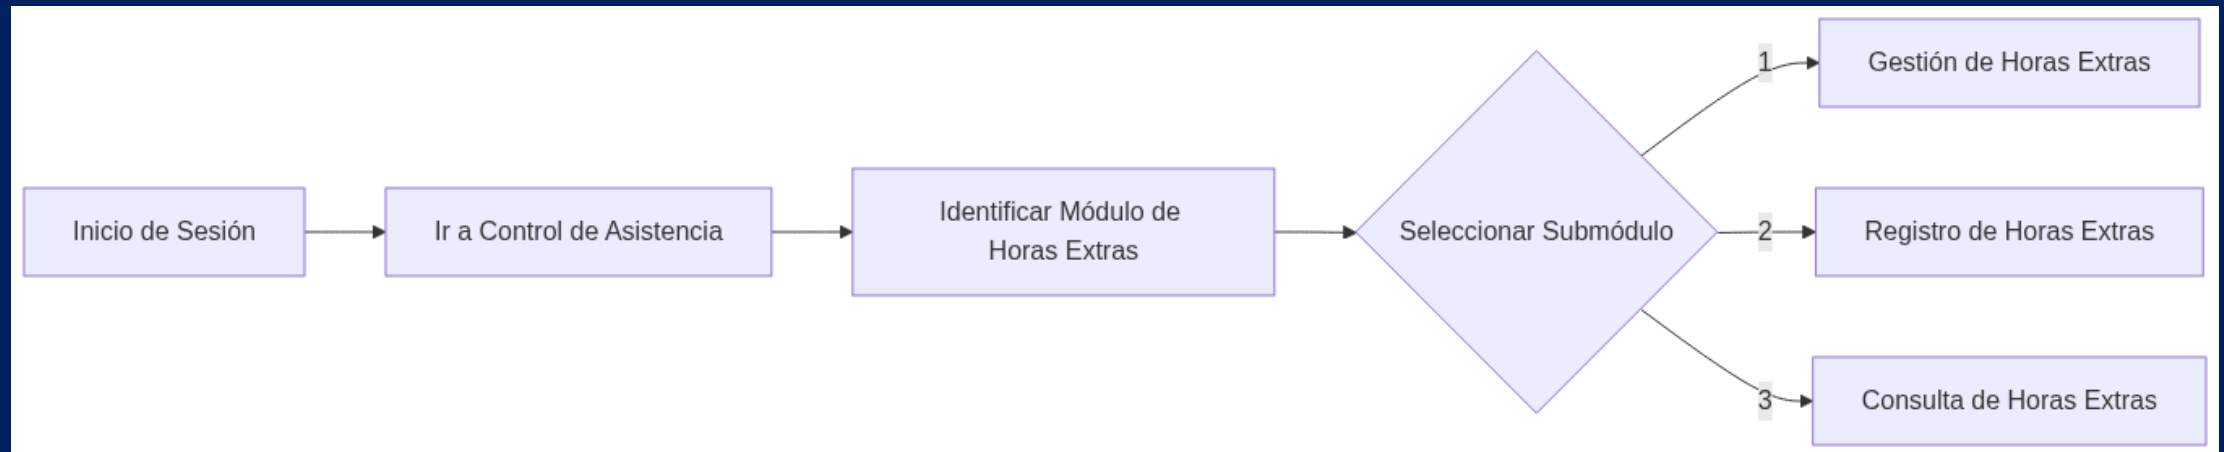 Inicio de Sesión
Ir a Control de Asistencia
Identificar Módulo de
Horas Extras
Seleccionar Submódulo
1
Gestión de Horas Extras
2
Registro de Horas Extras
3
Consulta de Horas Extras